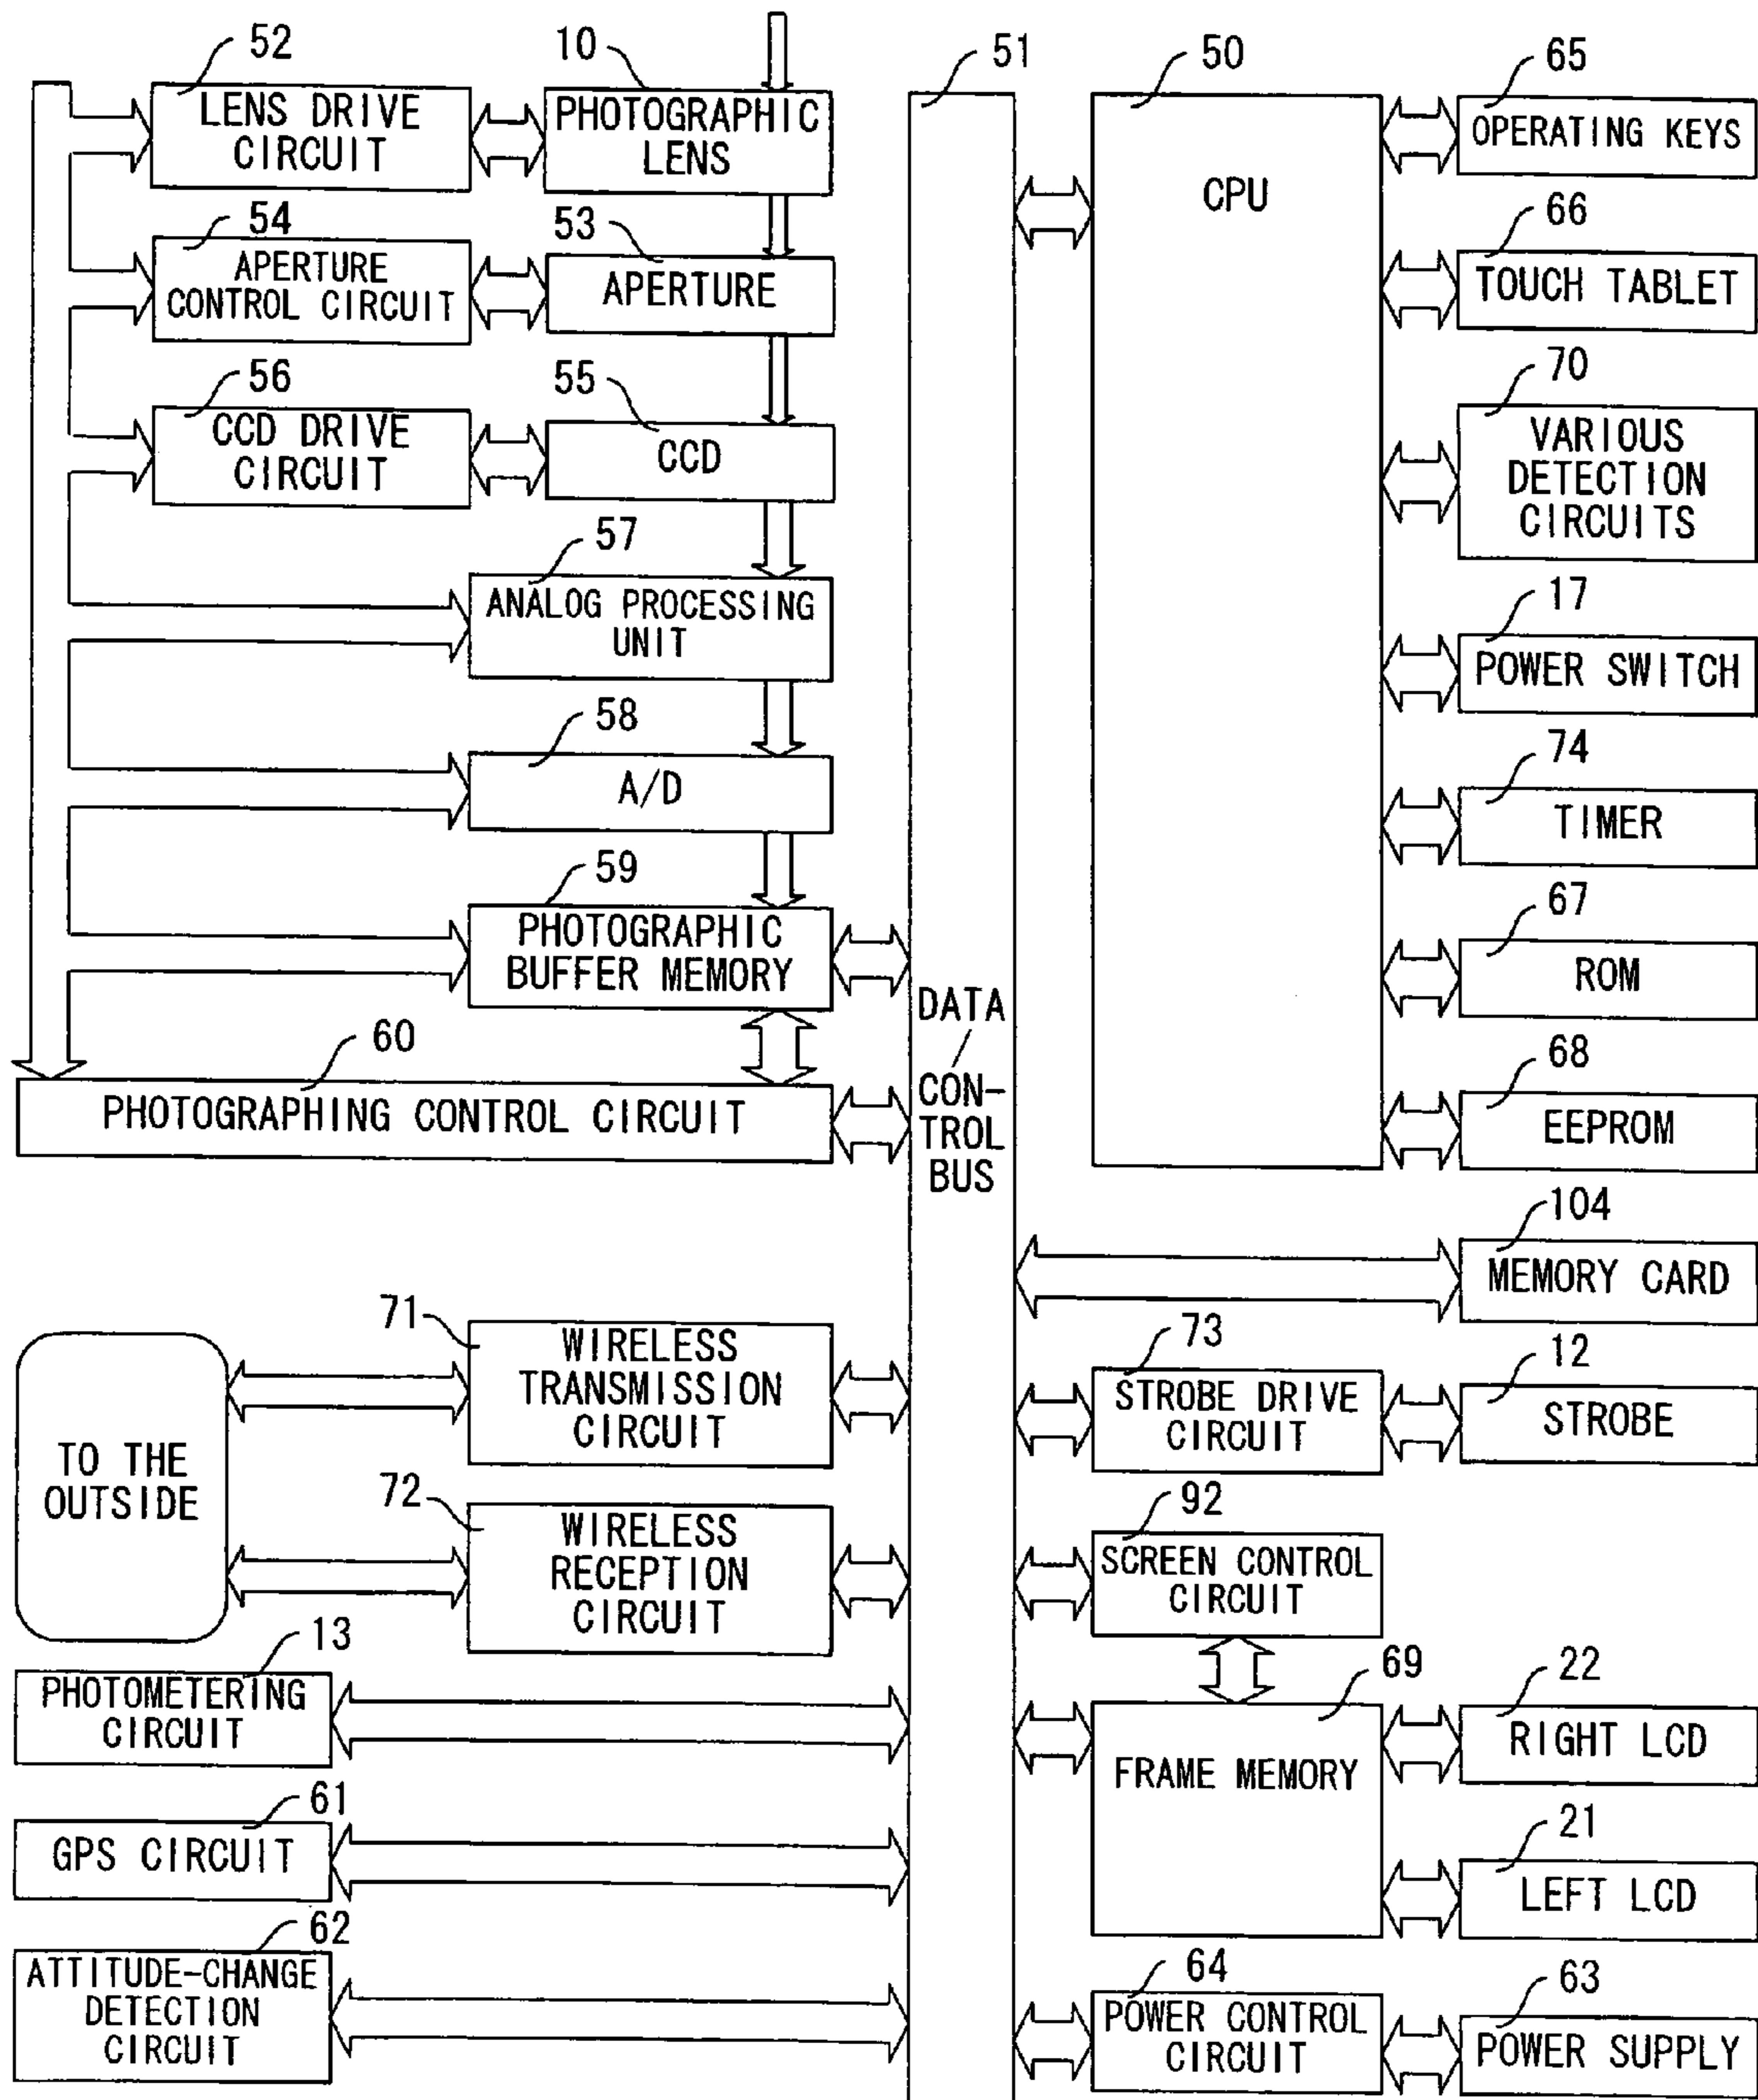 52
LENS DRIVE
CIRCUIT
10
PHOTOGRAPHIC
LENS
54
APERTURE
CONTROL CIRCUIT
53
APERTURE
56
CCD DRIVE
CIRCUIT
55
CCD
57
ANALOG PROCESSING
UNIT
58
A/D
59
PHOTOGRAPHIC
BUFFER MEMORY
60
PHOTOGRAPHING CONTROL CIRCUIT
71
WIRELESS
TRANSMISSION
CIRCUIT
TO THE
OUTSIDE
72
WIRELESS
RECEPTION
CIRCUIT
13
PHOTOMETERING
CIRCUIT
61
GPS CIRCUIT
62
ATTITUDE-CHANGE
DETECTION
CIRCUIT
51
DATA
/
CON-
TROL
BUS
50
CPU
65
OPERATING KEYS
66
TOUCH TABLET
70
VARIOUS
DETECTION
CIRCUITS
17
POWER SWITCH
74
TIMER
67
ROM
68
EEPROM
104
MEMORY CARD
73
STROBE DRIVE
CIRCUIT
12
STROBE
92
SCREEN CONTROL
CIRCUIT
69
FRAME MEMORY
22
RIGHT LCD
21
LEFT LCD
64
POWER CONTROL
CIRCUIT
63
POWER SUPPLY